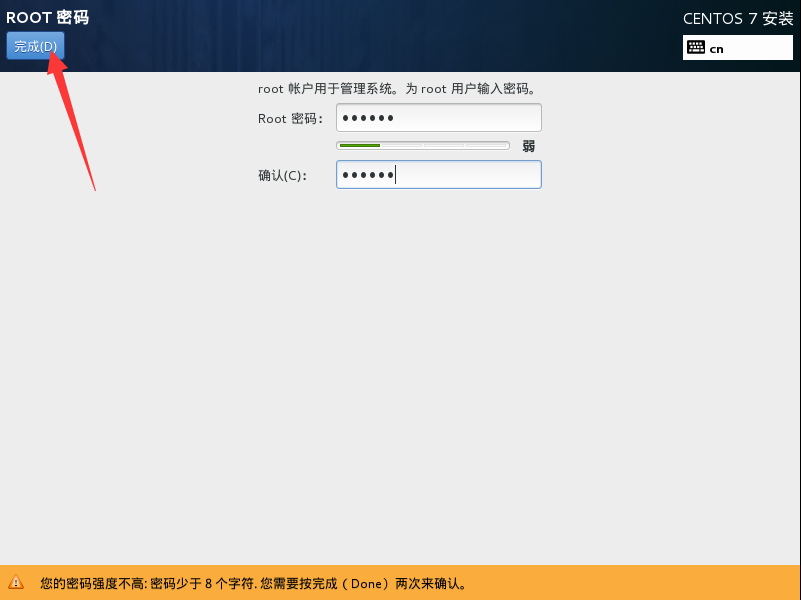 ROOT 密码
CENTOS 7 安装
完成(D)
cn
root 帐户用于管理系统。为 root 用户输入密码。
Root 密码：
●●●●●●
弱
确认(C)：
●●●●●●
您的密码强度不高: 密码少于 8 个字符. 您需要按完成（Done）两次来确认。